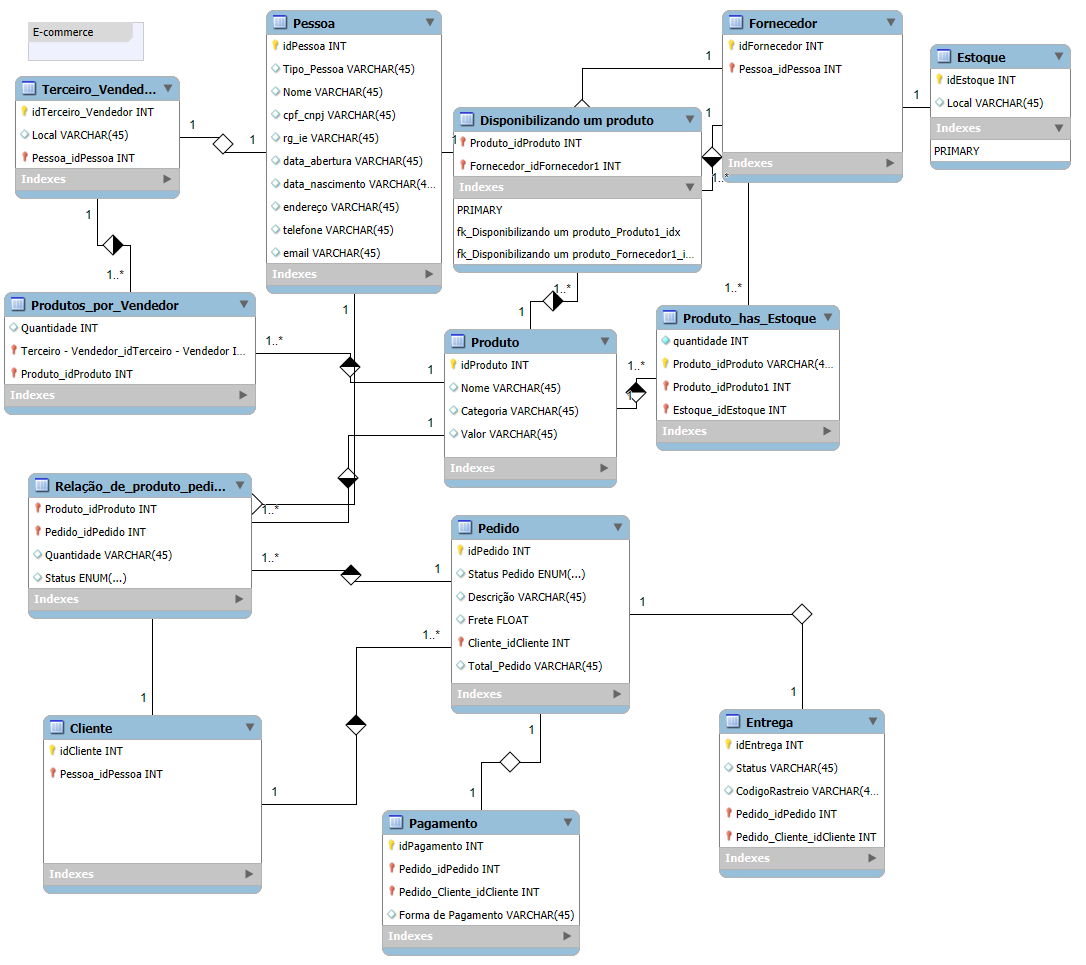 E-commerce
Pessoa
idPessoa INT
Tipo_Pessoa VARCHAR(45)
Nome VARCHAR(45)
cpf_cnpj VARCHAR(45)
rg_ie VARCHAR(45)
data_abertura VARCHAR(45)
data_nascimento VARCHAR(4...
endereço VARCHAR(45)
telefone VARCHAR(45)
email VARCHAR(45)
Indexes
Fornecedor
idFornecedor INT
Pessoa_idPessoa INT
Indexes
Estoque
idEstoque INT
Local VARCHAR(45)
Indexes
PRIMARY
Terceiro_Vended...
idTerceiro_Vendedor INT
Local VARCHAR(45)
Pessoa_idPessoa INT
Indexes
Disponibilizando um produto
Produto_idProduto INT
Fornecedor_idFornecedor1 INT
Indexes
PRIMARY
fk_Disponibilizando um produto_Produto1_idx
fk_Disponibilizando um produto_Fornecedor1_i...
1
1
1
1
1
1
1..*
1
1..*
1..*
1
1..*
1
Produtos_por_Vendedor
Quantidade INT
Terceiro - Vendedor_idTerceiro - Vendedor I...
Produto_idProduto INT
Indexes
Produto
idProduto INT
Nome VARCHAR(45)
Categoria VARCHAR(45)
Valor VARCHAR(45)
Indexes
Produto_has_Estoque
quantidade INT
Produto_idProduto VARCHAR(4...
Produto_idProduto1 INT
Estoque_idEstoque INT
Indexes
1..*
1
1
1..*
1
1..*
Relação_de_produto_pedi...
Produto_idProduto INT
Pedido_idPedido INT
Quantidade VARCHAR(45)
Status ENUM(...)
Indexes
Pedido
idPedido INT
Status Pedido ENUM(...)
Descrição VARCHAR(45)
Frete FLOAT
Cliente_idCliente INT
Total_Pedido VARCHAR(45)
Indexes
1..*
1
1
1..*
1
1
1
1
1
Cliente
idCliente INT
Pessoa_idPessoa INT
Indexes
Pagamento
idPagamento INT
Pedido_idPedido INT
Pedido_Cliente_idCliente INT
Forma de Pagamento VARCHAR(45)
Indexes
Entrega
idEntrega INT
Status VARCHAR(45)
CodigoRastreio VARCHAR(4...
Pedido_idPedido INT
Pedido_Cliente_idCliente INT
Indexes